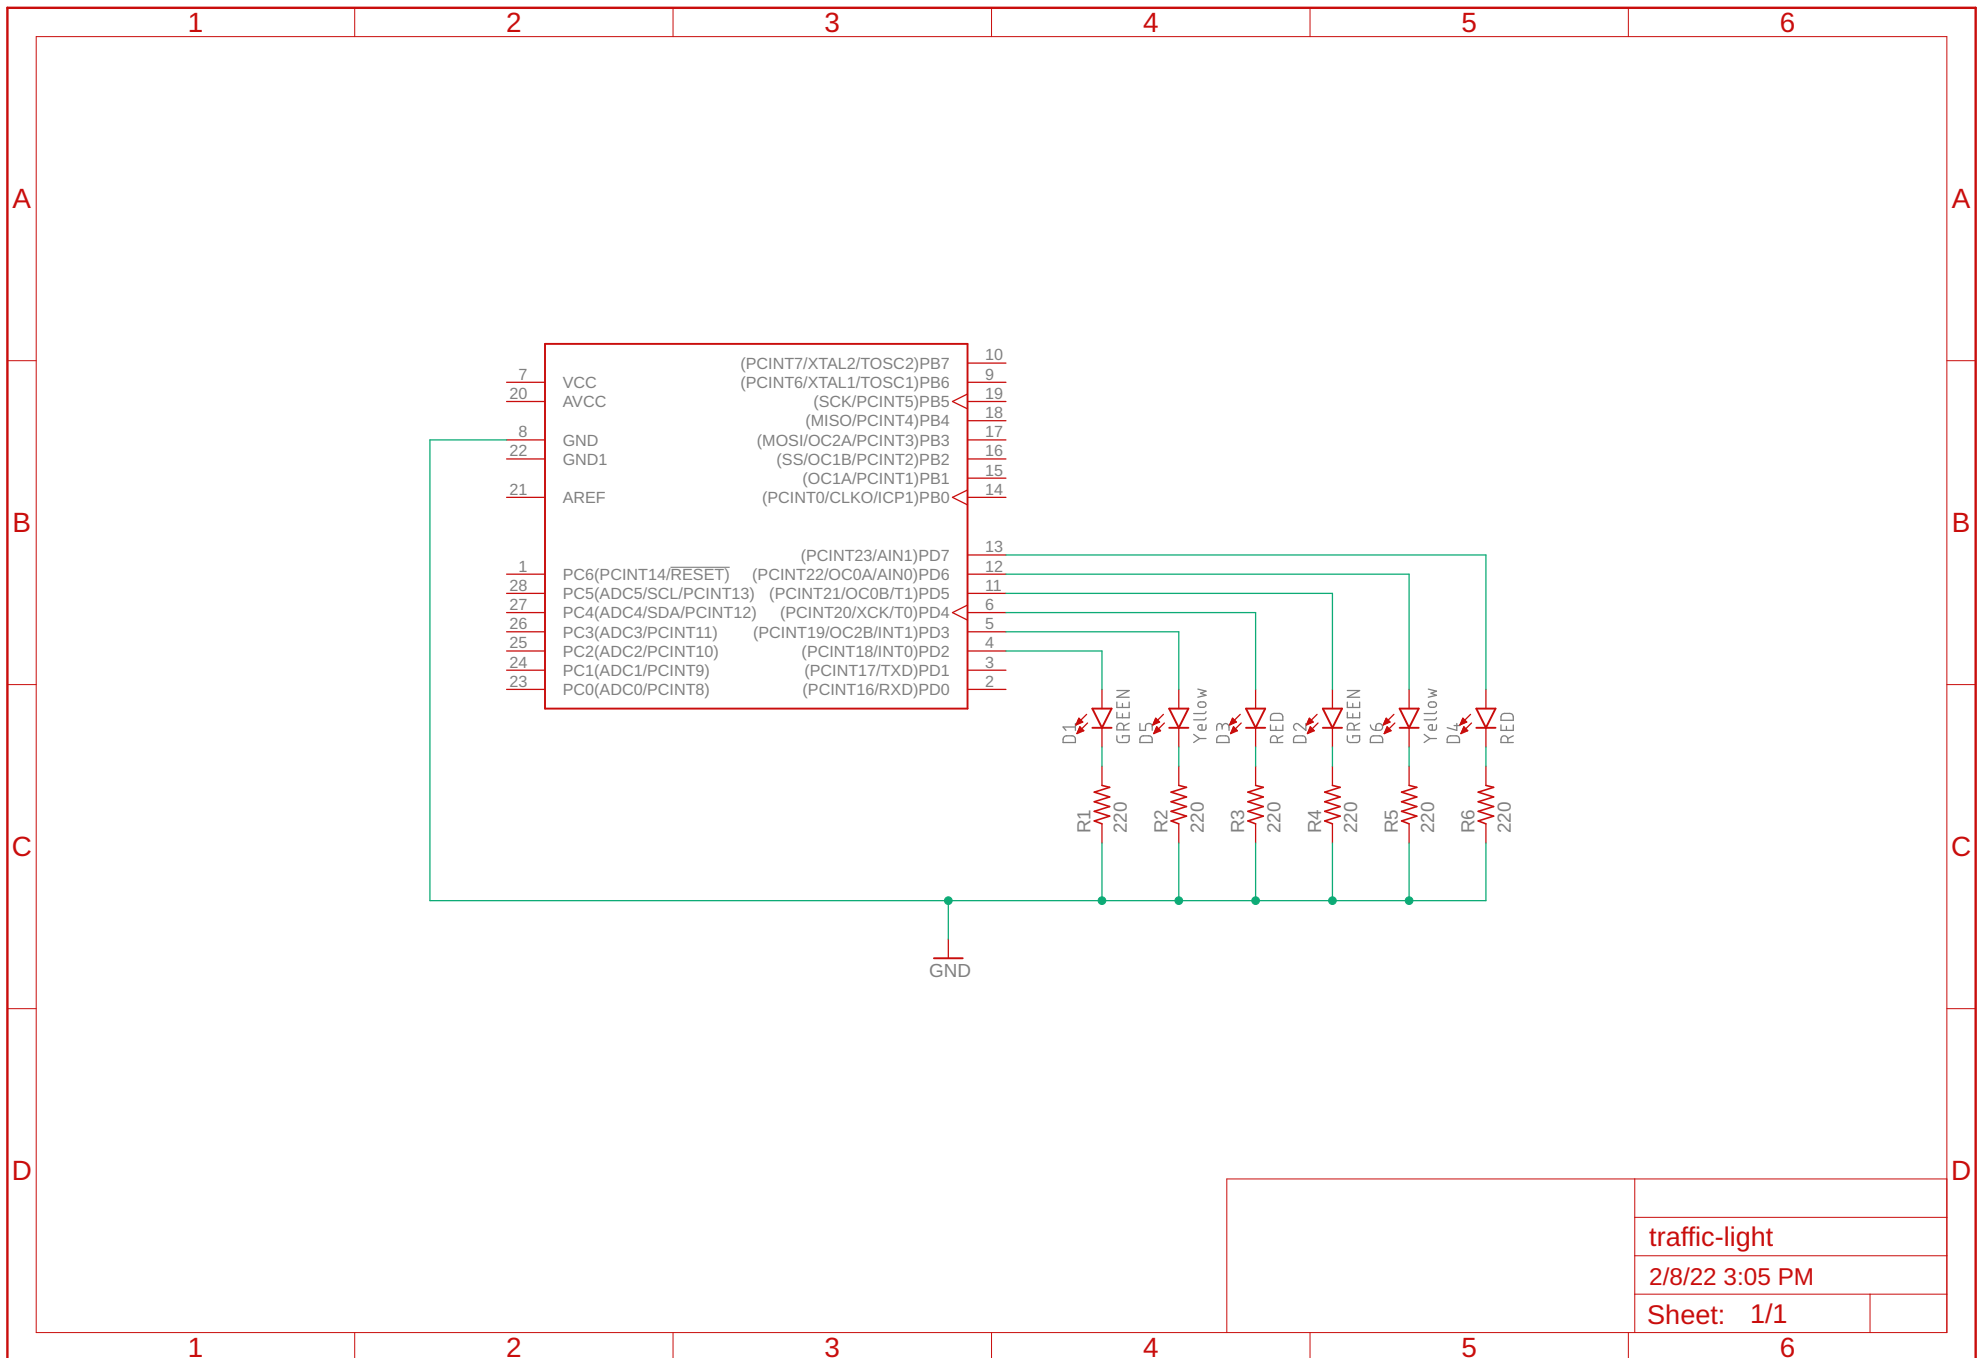 1 2 3 4 5 6
A A
10
(PCINT7/XTAL2/TOSC2)PB7
7 VCC (PCINT6/XTAL1/TOSC1)PB6 9
20 AVCC (SCK/PCINT5)PB5 19
(MISO/PCINT4)PB4 18
8 GND (MOSI/OC2A/PCINT3)PB3 17
22 GND1 (SS/OC1B/PCINT2)PB2 16
(OC1A/PCINT1)PB1 15
21 AREF (PCINT0/CLKO/ICP1)PB0 14
B B
(PCINT23/AIN1)PD7 13
1 PC6(PCINT14/RESET) (PCINT22/OC0A/AIN0)PD6 12
28 PC5(ADC5/SCL/PCINT13) (PCINT21/OC0B/T1)PD5 11
27 PC4(ADC4/SDA/PCINT12) (PCINT20/XCK/T0)PD4 6
26 PC3(ADC3/PCINT11) (PCINT19/OC2B/INT1)PD3 5
25 PC2(ADC2/PCINT10) (PCINT18/INT0)PD2 4
24 PC1(ADC1/PCINT9) (PCINT17/TXD)PD1 3
23 PC0(ADC0/PCINT8) (PCINT16/RXD)PD0 2
D1 GREEN D5 Yellow D3 RED D2 GREEN D6 Yellow D4 RED
R1 220 R2 220 R3 220 R4 220 R5 220 R6 220
C C
GND
D D
traffic-light
2/8/22 3:05 PM
Sheet: 1/1
1 2 3 4 5 6